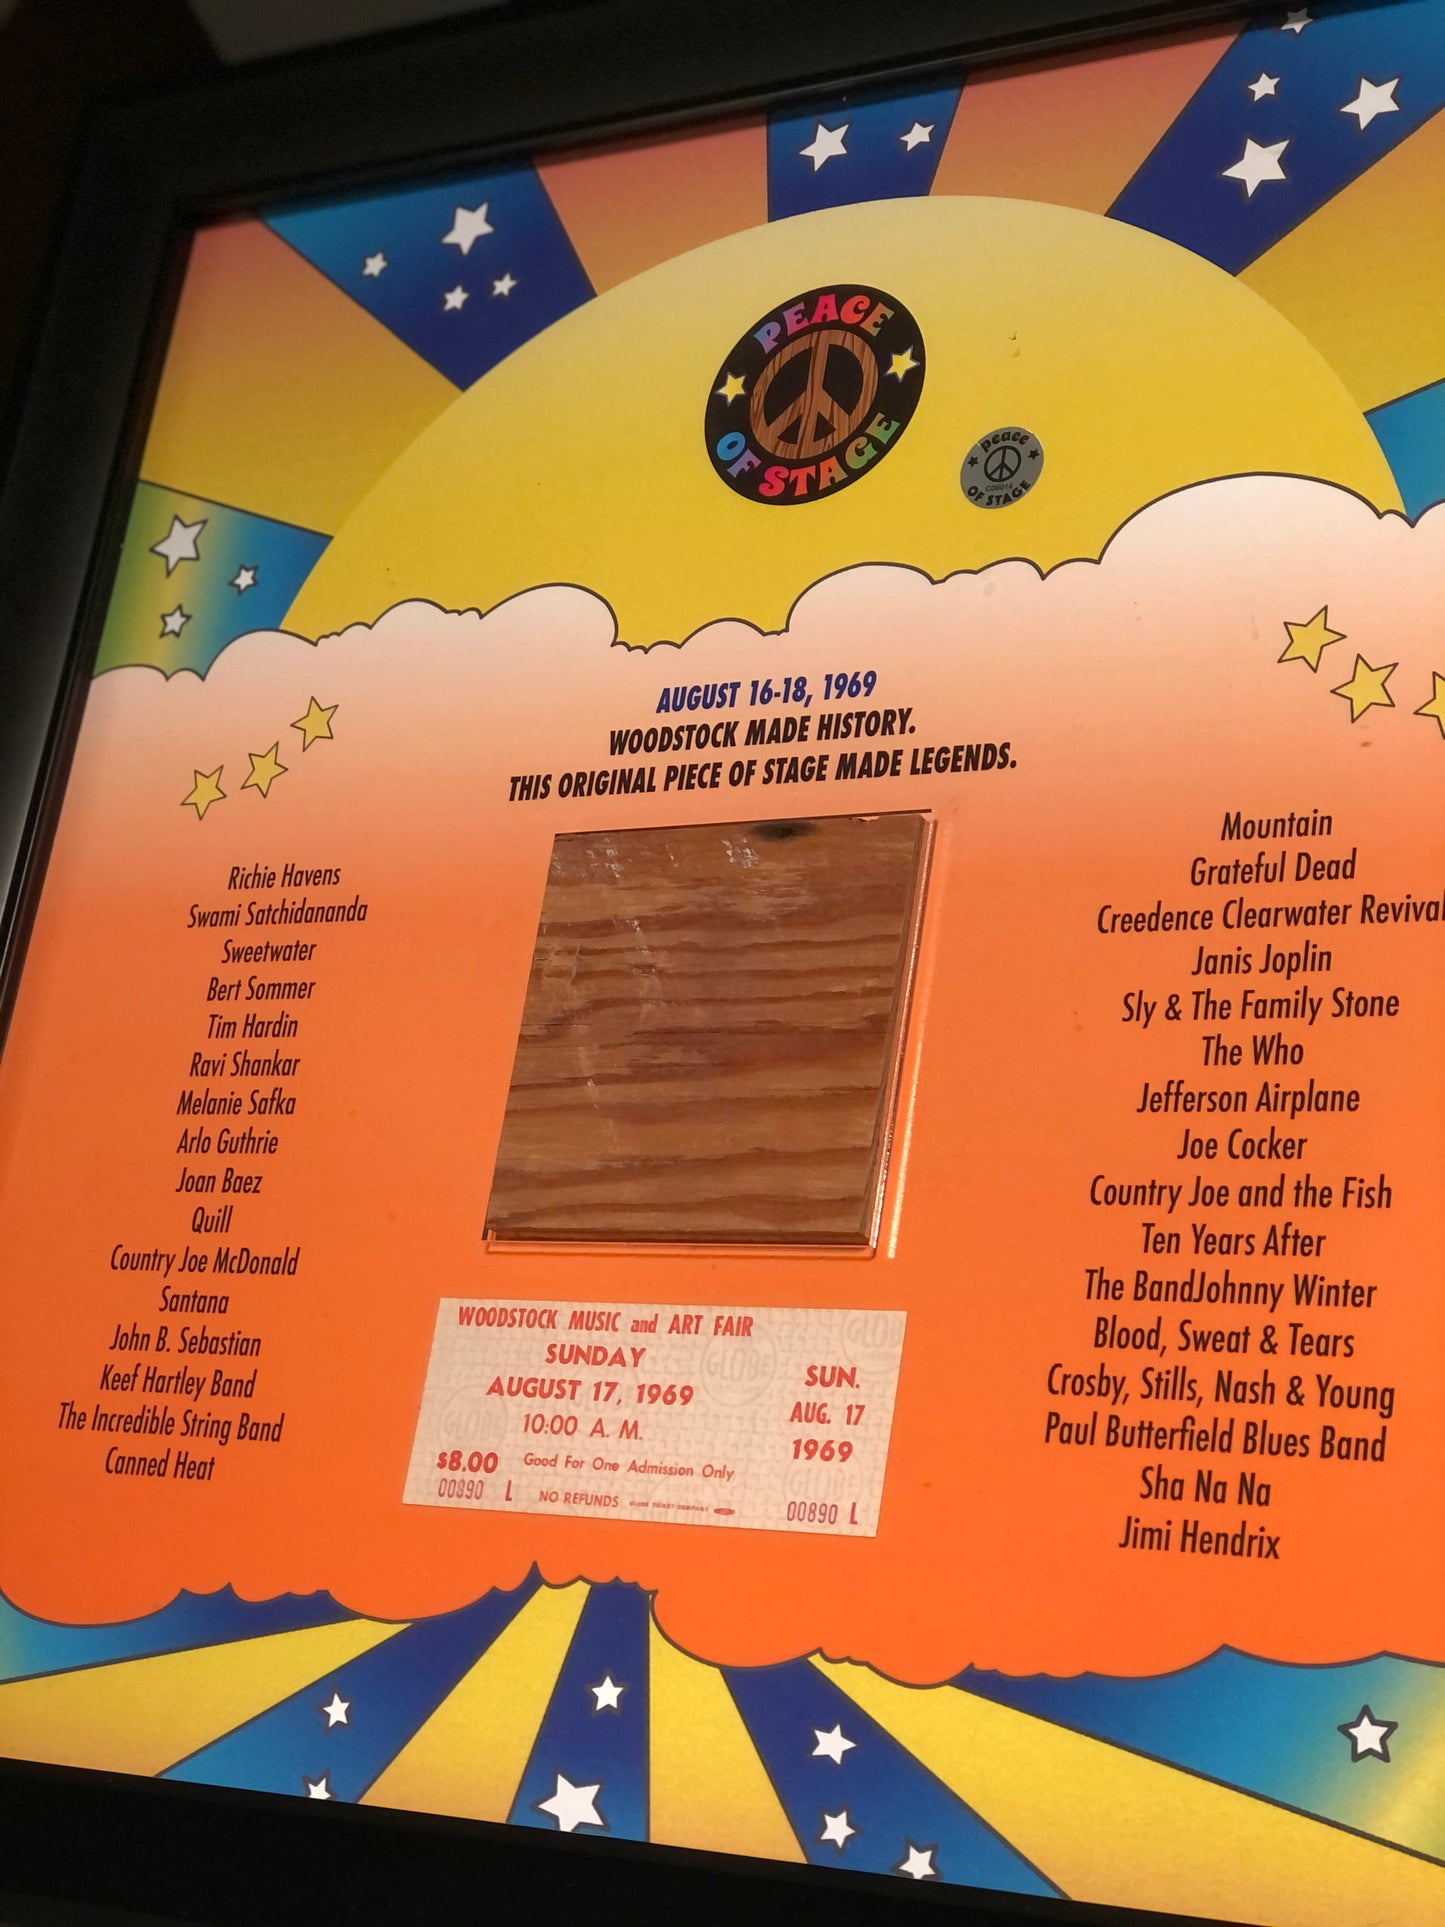 PEACE
OF STAGE
peace
OF STAGE
AUGUST 16-18, 1969
WOODSTOCK MADE HISTORY.
THIS ORIGINAL PIECE OF STAGE MADE LEGENDS.
Richie Havens
Swami Satchidananda
Sweetwater
Bert Sommer
Tim Hardin
Ravi Shankar
Melanie Safka
Arlo Guthrie
Joan Baez
Quill
Country Joe McDonald
Santana
John B. Sebastian
Keef Hartley Band
The Incredible String Band
Canned Heat
Mountain
Grateful Dead
Creedence Clearwater Revival
Janis Joplin
Sly & The Family Stone
The Who
Jefferson Airplane
Joe Cocker
Country Joe and the Fish
Ten Years After
The BandJohnny Winter
Blood, Sweat & Tears
Crosby, Stills, Nash & Young
Paul Butterfield Blues Band
Sha Na Na
Jimi Hendrix
WOODSTOCK MUSIC and ART FAIR
SUNDAY
AUGUST 17, 1969
10:00 A. M.
$8.00 Good For One Admission Only
00890 L NO REFUNDS GLOBE TICKET COMPANY
SUN.
AUG. 17
1969
00890 L
GLOBE
GLOBE
GLOBE